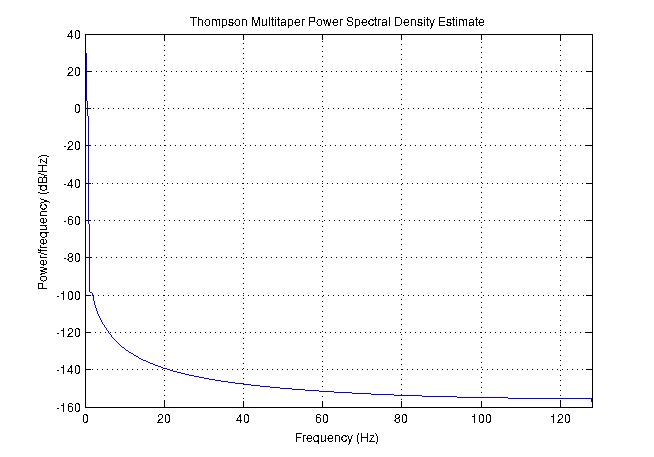 Thompson Multitaper Power Spectral Density Estimate
40
20
0
-20
-40
-60
-80
-100
-120
-140
-160
Power/frequency (dB/Hz)
0 20 40 60 80 100 120
Frequency (Hz)